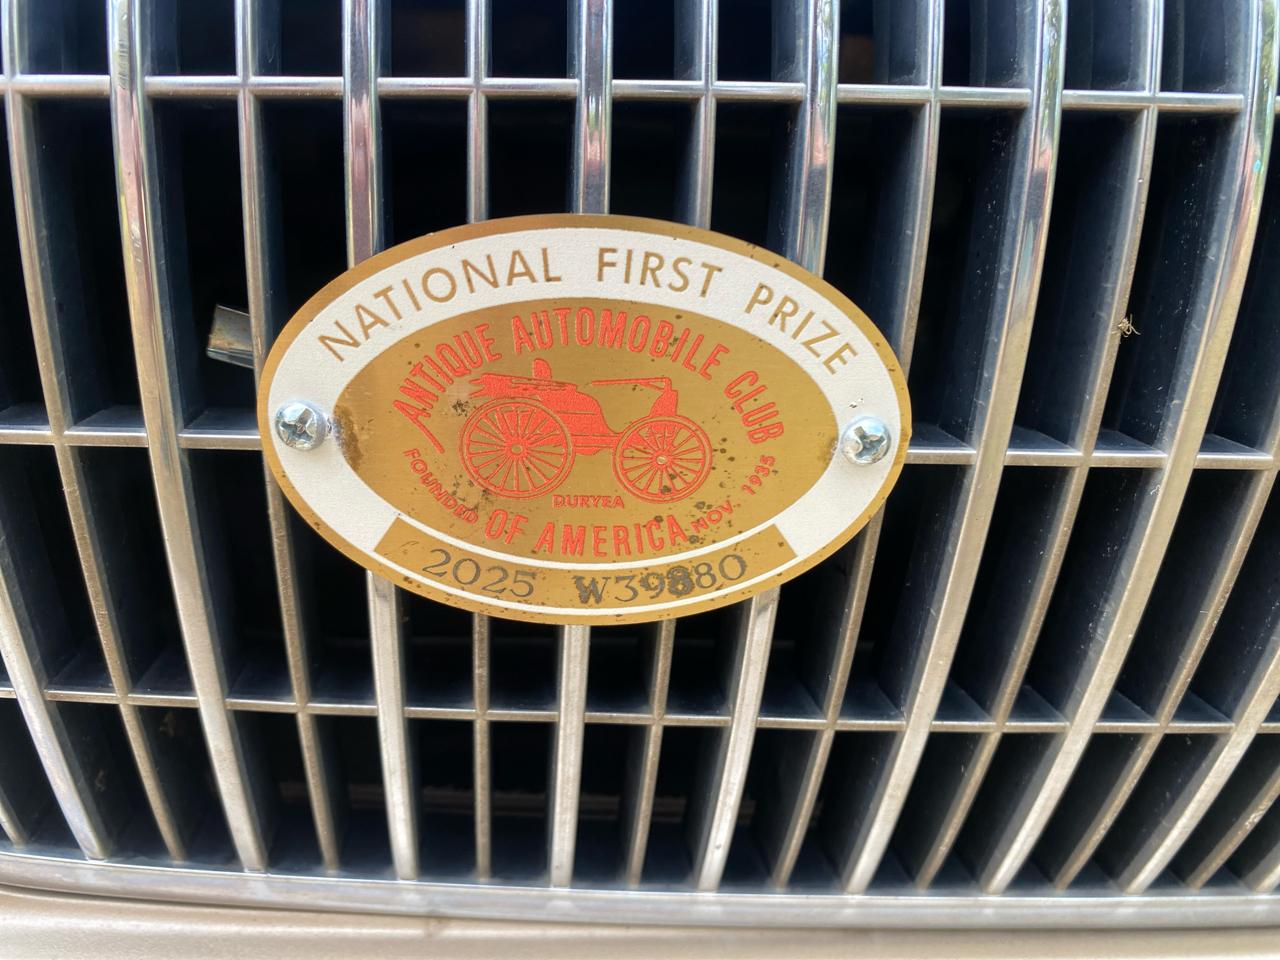 NATIONAL FIRST PRIZE
ANTIQUE AUTOMOBILE CLUB
OF AMERICA
FOUNDED NOV. 1935
DURYEA
2025 W39880